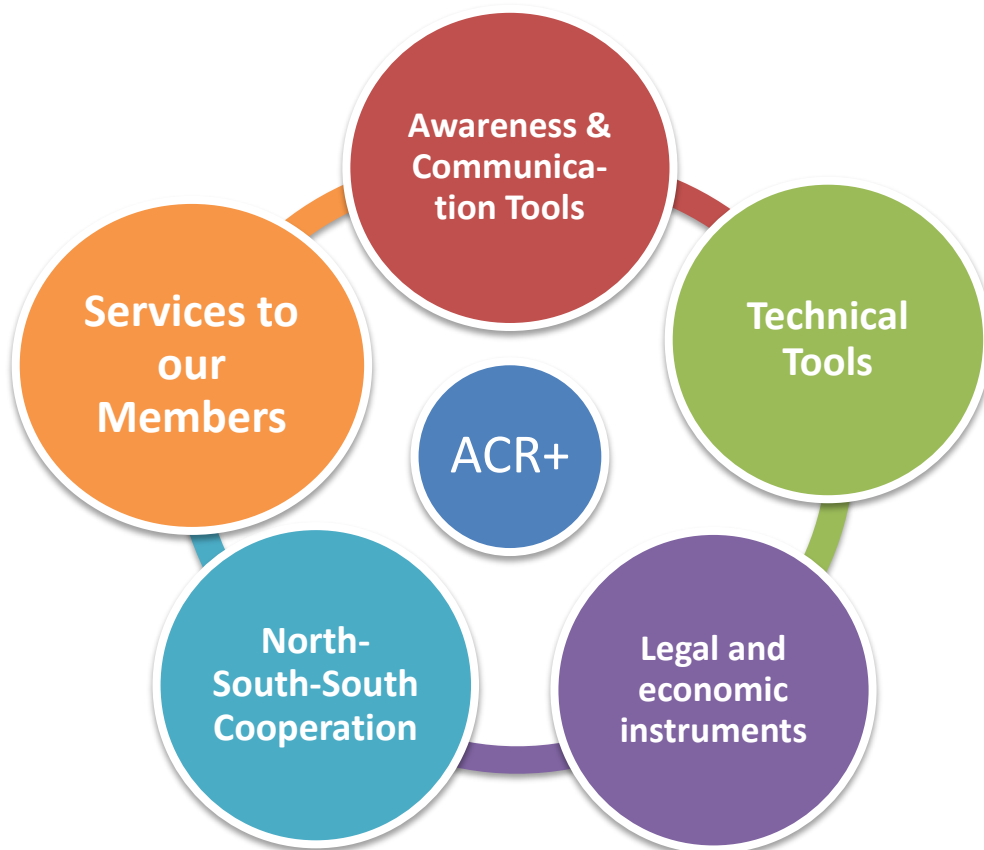 Awareness &
Communica-
tion Tools
Technical
Tools
Legal and
economic
instruments
North-
South-South
Cooperation
Services to
our
Members
ACR+